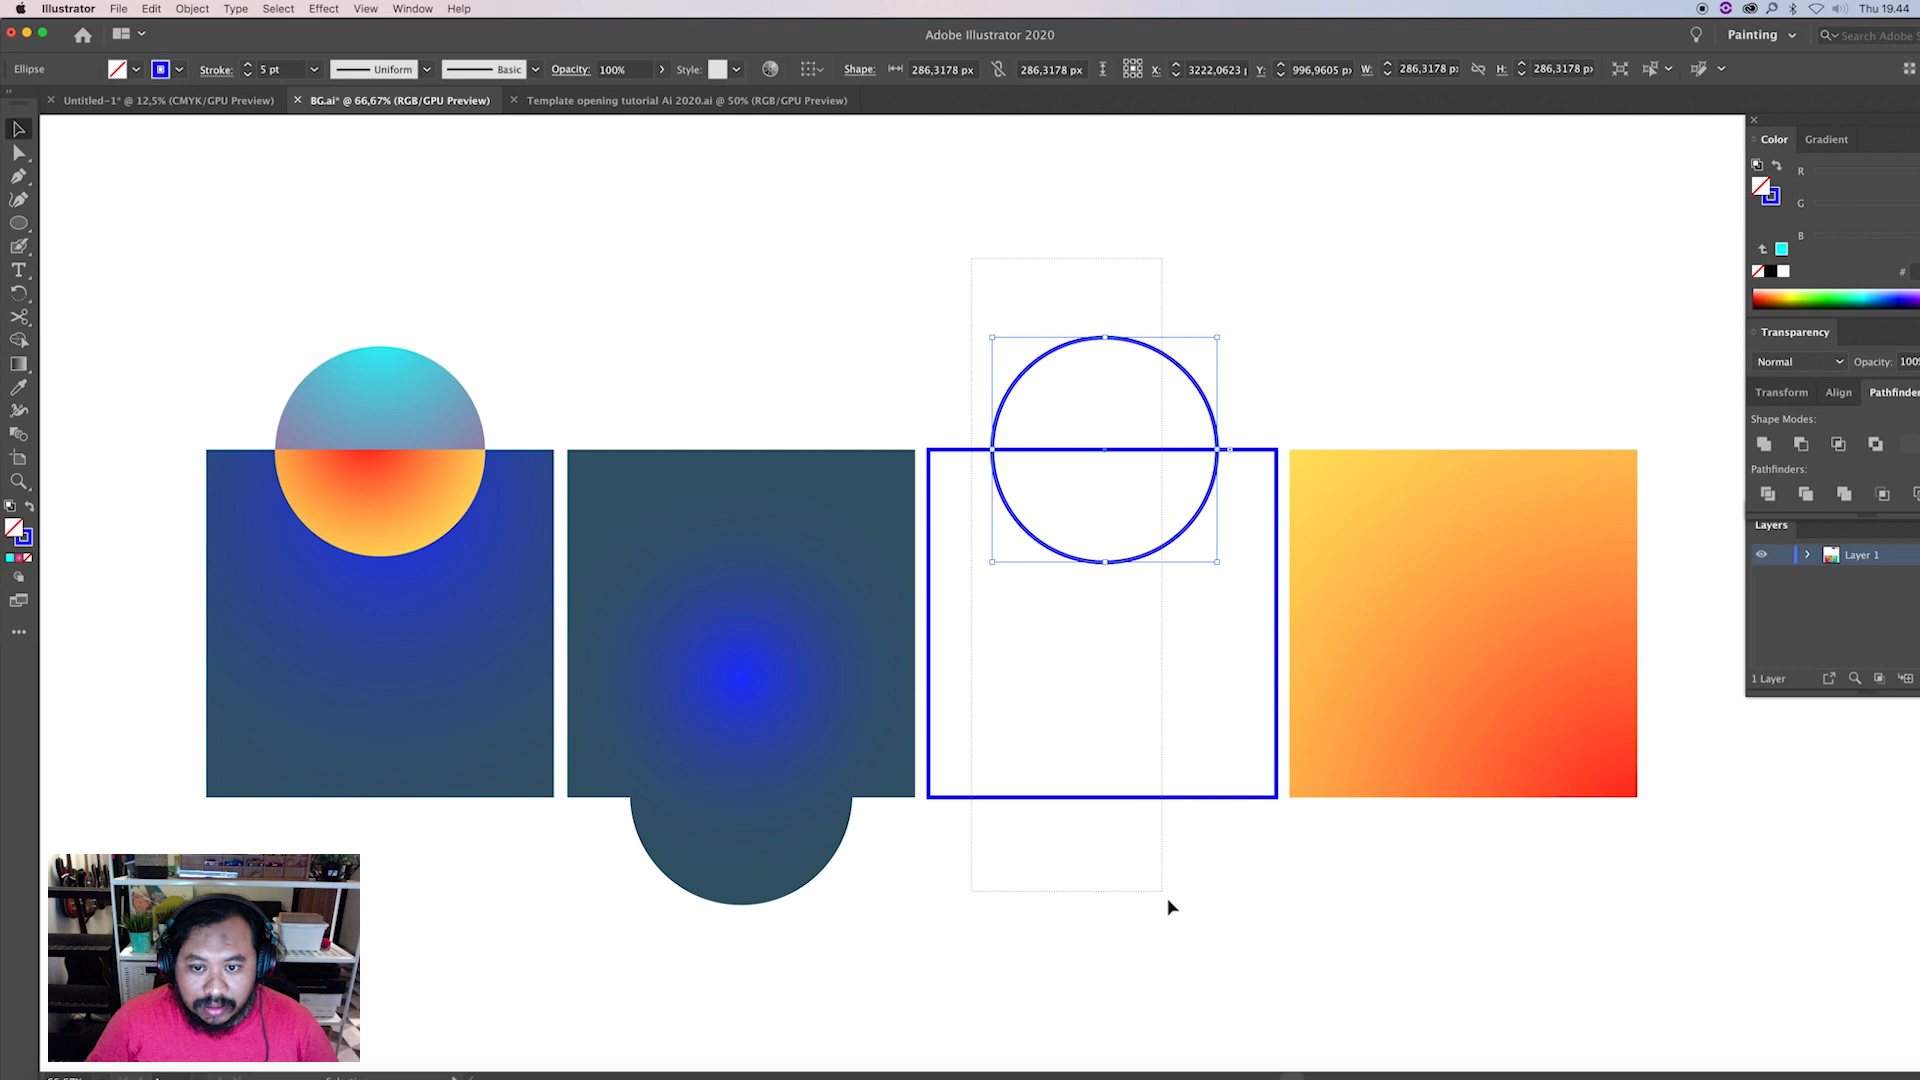 Illustrator File Edit Object Type Select Effect View Window Help Thu 19.44
Adobe Illustrator 2020 Painting Search Adobe S
Ellipse Stroke: 5 pt Uniform Basic Opacity: 100% Style: Shape: 286,3178 px 286,3178 px X: 3222,0623 Y: 996,9605 px W: 286,3178 px H: 286,3178 px
Untitled-1* @ 12,5% (CMYK/GPU Preview) BG.ai* @ 66,67% (RGB/GPU Preview) Template opening tutorial Ai 2020.ai @ 50% (RGB/GPU Preview)
Color Gradient
R
G
B
#
Transparency
Normal Opacity: 100%
Transform Align Pathfinder
Shape Modes:
Pathfinders:
Layers
Layer 1
1 Layer